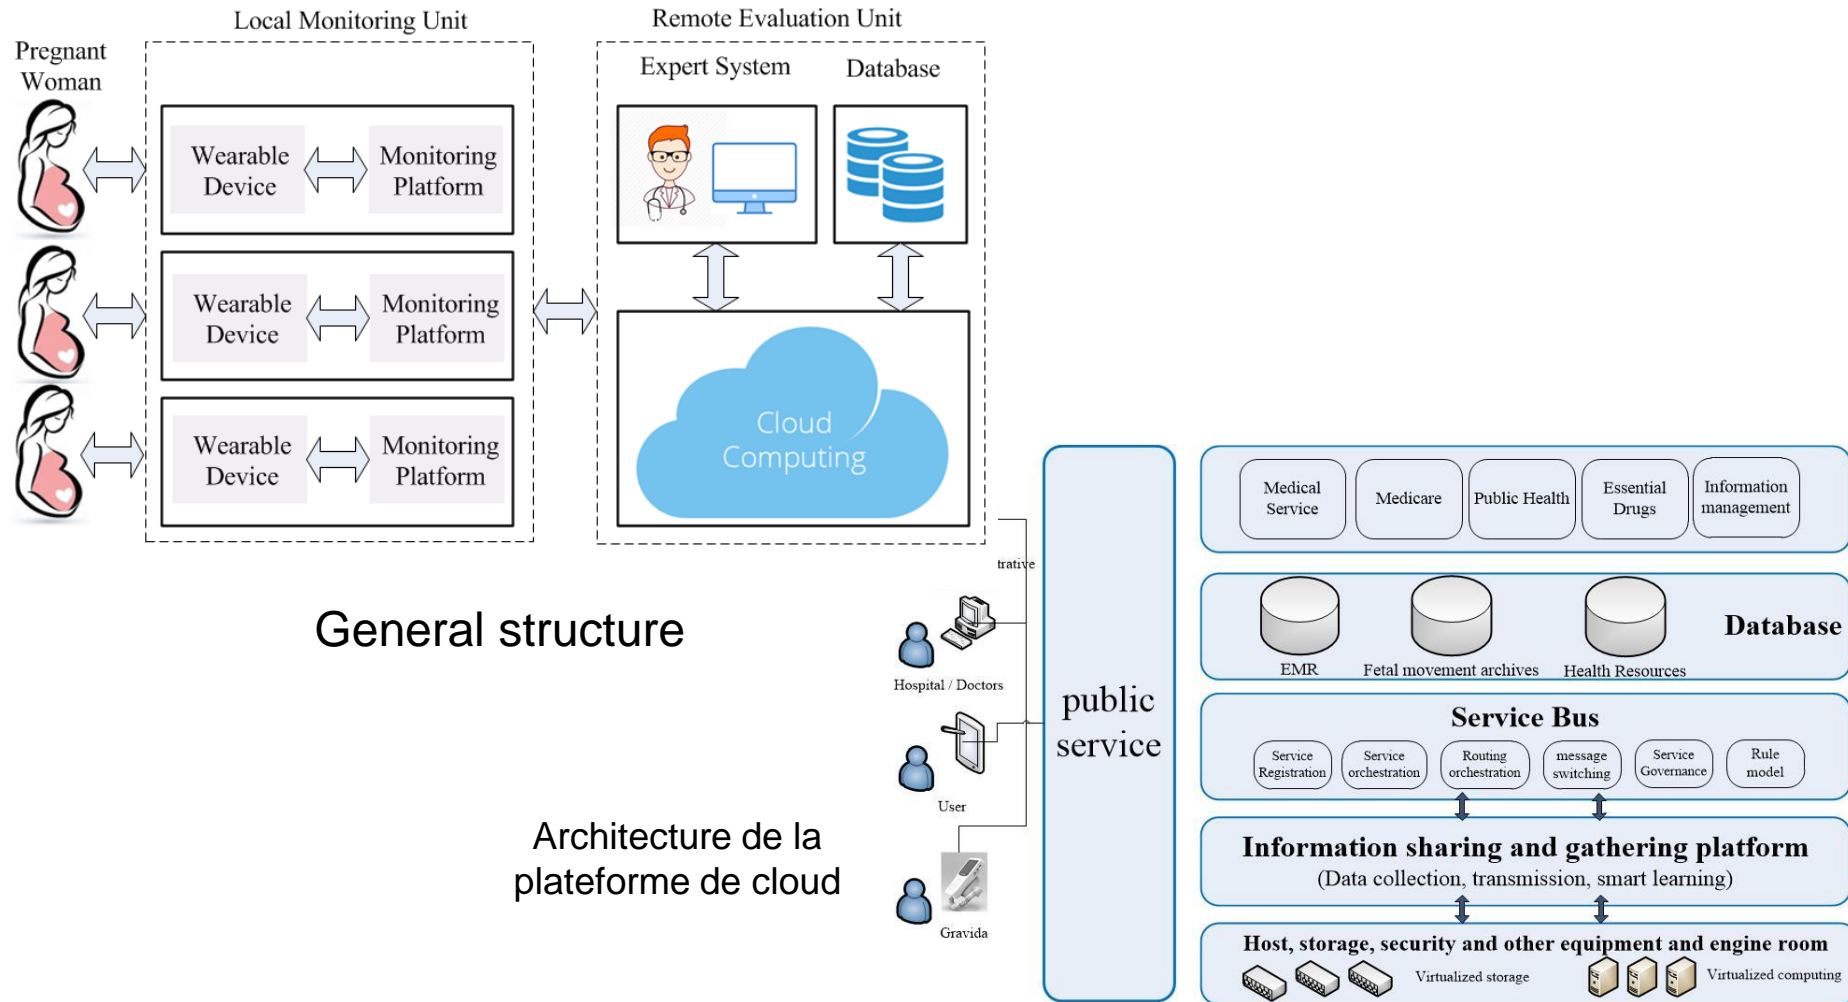 Local Monitoring Unit
Remote Evaluation Unit
Pregnant
Woman
Expert System
Database
Wearable
Device
Monitoring
Platform
Wearable
Device
Monitoring
Platform
Wearable
Device
Monitoring
Platform
Cloud
Computing
General structure
Architecture de la
plateforme de cloud
trative
Hospital / Doctors
User
Gravida
public
service
Medical
Service
Medicare
Public Health
Essential
Drugs
Information
management
EMR
Fetal movement archives
Health Resources
Database
Service Bus
Service
Registration
Service
orchestration
Routing
orchestration
message
switching
Service
Governance
Rule
model
Information sharing and gathering platform
(Data collection, transmission, smart learning)
Host, storage, security and other equipment and engine room
Virtualized storage
Virtualized computing